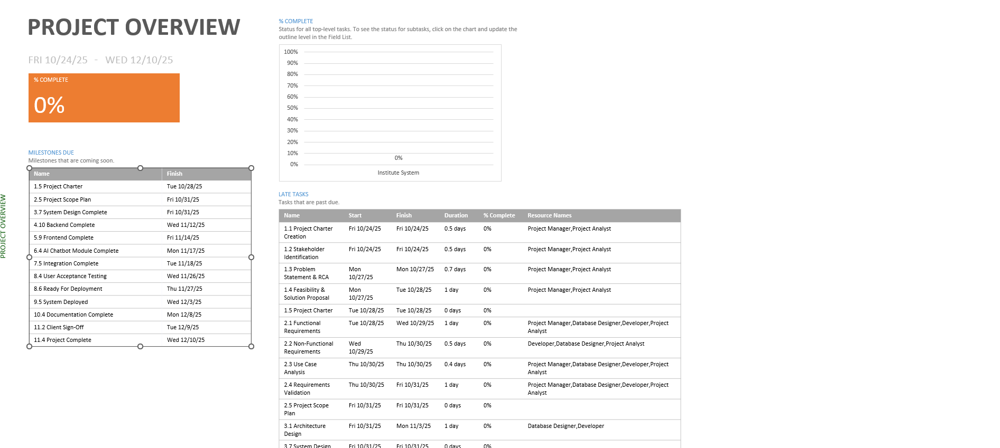 PROJECT OVERVIEW
FRI 10/24/25 - WED 12/10/25
% COMPLETE
0%
MILESTONES DUE
Milestones that are coming soon.
Name Finish
1.5 Project Charter Tue 10/28/25
2.5 Project Scope Plan Fri 10/31/25
3.7 System Design Complete Fri 10/31/25
4.10 Backend Complete Wed 11/12/25
5.9 Frontend Complete Fri 11/14/25
6.4 AI Chatbot Module Complete Mon 11/17/25
7.5 Integration Complete Tue 11/18/25
8.4 User Acceptance Testing Wed 11/26/25
8.6 Ready For Deployment Thu 11/27/25
9.5 System Deployed Wed 12/3/25
10.4 Documentation Complete Mon 12/8/25
11.2 Client Sign-Off Tue 12/9/25
11.4 Project Complete Wed 12/10/25
PROJECT OVERVIEW
% COMPLETE
Status for all top-level tasks. To see the status for subtasks, click on the chart and update the
outline level in the Field List.
100%
90%
80%
70%
60%
50%
40%
30%
20%
10%
0%
0%
Institute System
LATE TASKS
Tasks that are past due.
Name Start Finish Duration % Complete Resource Names
1.1 Project Charter Fri 10/24/25 Fri 10/24/25 0.5 days 0% Project Manager,Project Analyst
Creation
1.2 Stakeholder Fri 10/24/25 Fri 10/24/25 0.5 days 0% Project Manager,Project Analyst
Identification
1.3 Problem Mon Mon 10/27/25 0.7 days 0% Project Manager,Project Analyst
Statement & RCA 10/27/25
1.4 Feasibility & Mon Tue 10/28/25 1 day 0% Project Manager,Project Analyst
Solution Proposal 10/27/25
1.5 Project Charter Tue 10/28/25 Tue 10/28/25 0 days 0%
2.1 Functional Tue 10/28/25 Wed 10/29/25 1 day 0% Project Manager,Database Designer,Developer,Project
Requirements Analyst
2.2 Non-Functional Wed Thu 10/30/25 0.5 days 0% Developer,Database Designer,Project Analyst
Requirements 10/29/25
2.3 Use Case Thu 10/30/25 Thu 10/30/25 0.4 days 0% Project Manager,Database Designer,Developer,Project
Analysis Analyst
2.4 Requirements Thu 10/30/25 Fri 10/31/25 1 day 0% Project Manager,Database Designer,Developer,Project
Validation Analyst
2.5 Project Scope Fri 10/31/25 Fri 10/31/25 0 days 0%
Plan
3.1 Architecture Fri 10/31/25 Mon 11/3/25 1 day 0% Database Designer,Developer
Design
3.7 System Design Fri 10/31/25 Fri 10/31/25 0 days 0%